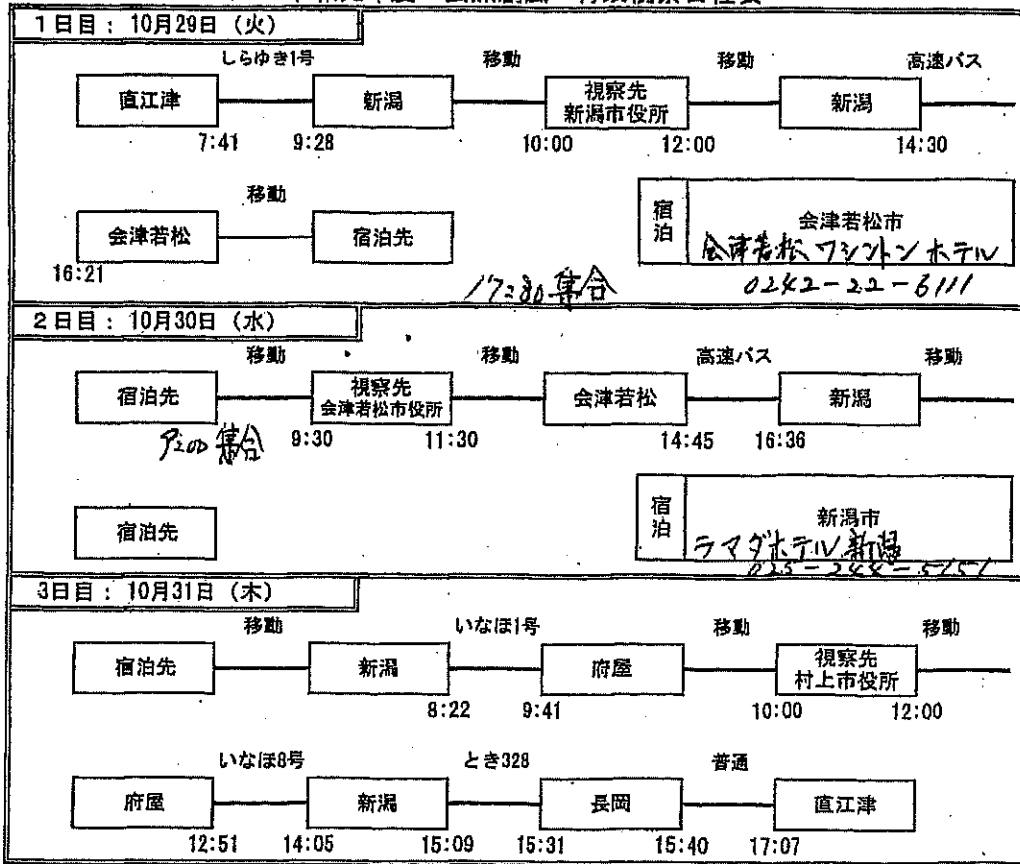 1日目： 10月29日 （火）
しらゆき1号 移動 移動 高速バス
直江津 新潟 視察先 新潟市役所 新潟
7:41 9:28 10:00 12:00 14:30
移動
会津若松 宿泊先
16:21
宿泊 会津若松市
会津若松 ワシントン ホテル
0242-22-6111
17:30 集合
2日目： 10月30日 （水）
移動 移動 高速バス 移動
宿泊先 視察先 会津若松市役所 会津若松 新潟
9:00 集合 9:30 11:30 14:45 16:36
宿泊先
宿泊 新潟市
ラマダホテル 新潟
025-244-5151
3日目： 10月31日 （木）
移動 いなほ1号 移動 移動
宿泊先 新潟 府屋 視察先 村上市役所
8:22 9:41 10:00 12:00
いなほ8号 とき328 普通
府屋 新潟 長岡 直江津
12:51 14:05 15:09 15:31 15:40 17:07